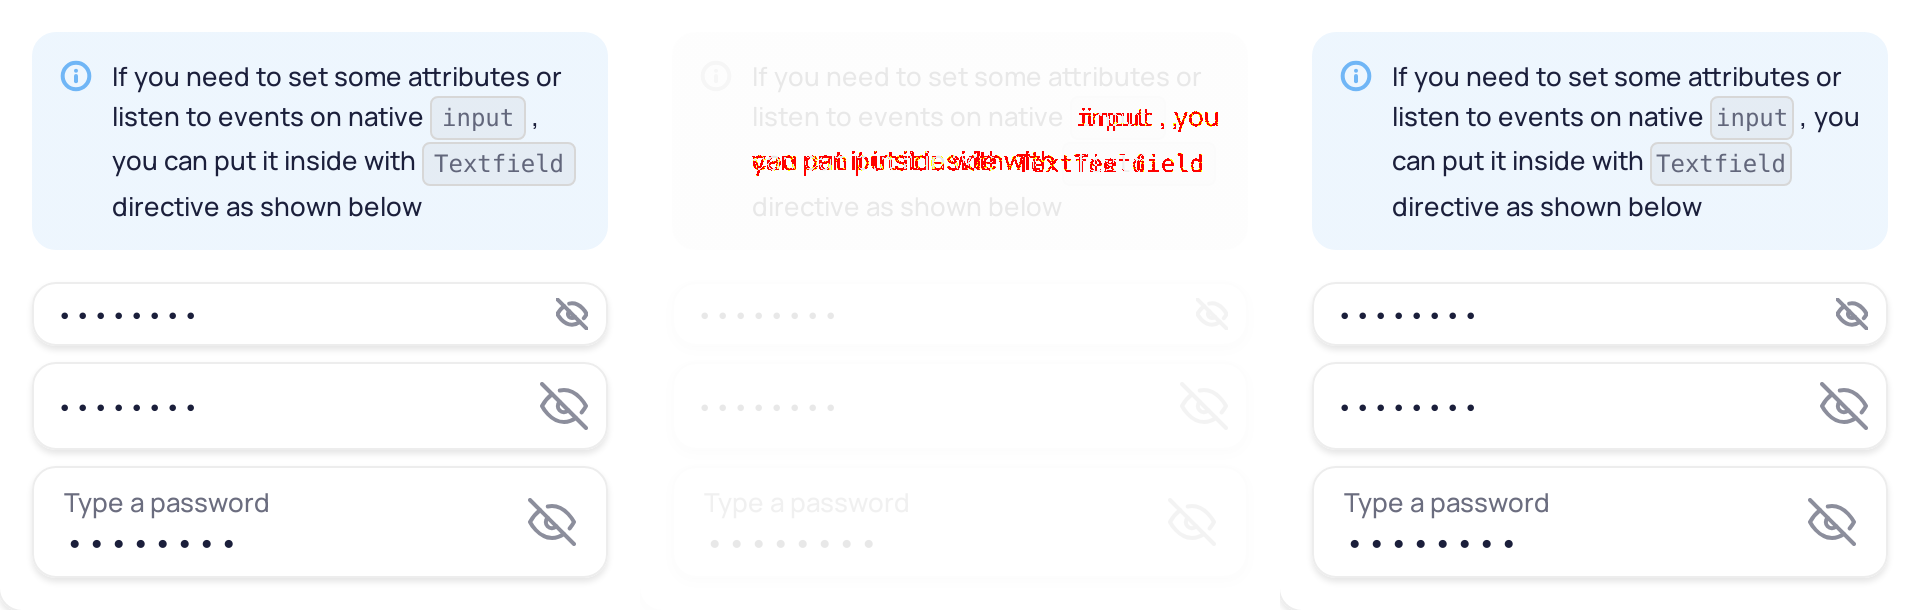 If you need to set some attributes or
listen to events on native input ,
you can put it inside with Textfield
directive as shown below
••••••••
••••••••
Type a password
••••••••
If you need to set some attributes or
listen to events on native , you
directive as shown below
••••••••
••••••••
Type a password
••••••••
If you need to set some attributes or
listen to events on native input , you
can put it inside with Textfield
directive as shown below
••••••••
••••••••
Type a password
••••••••